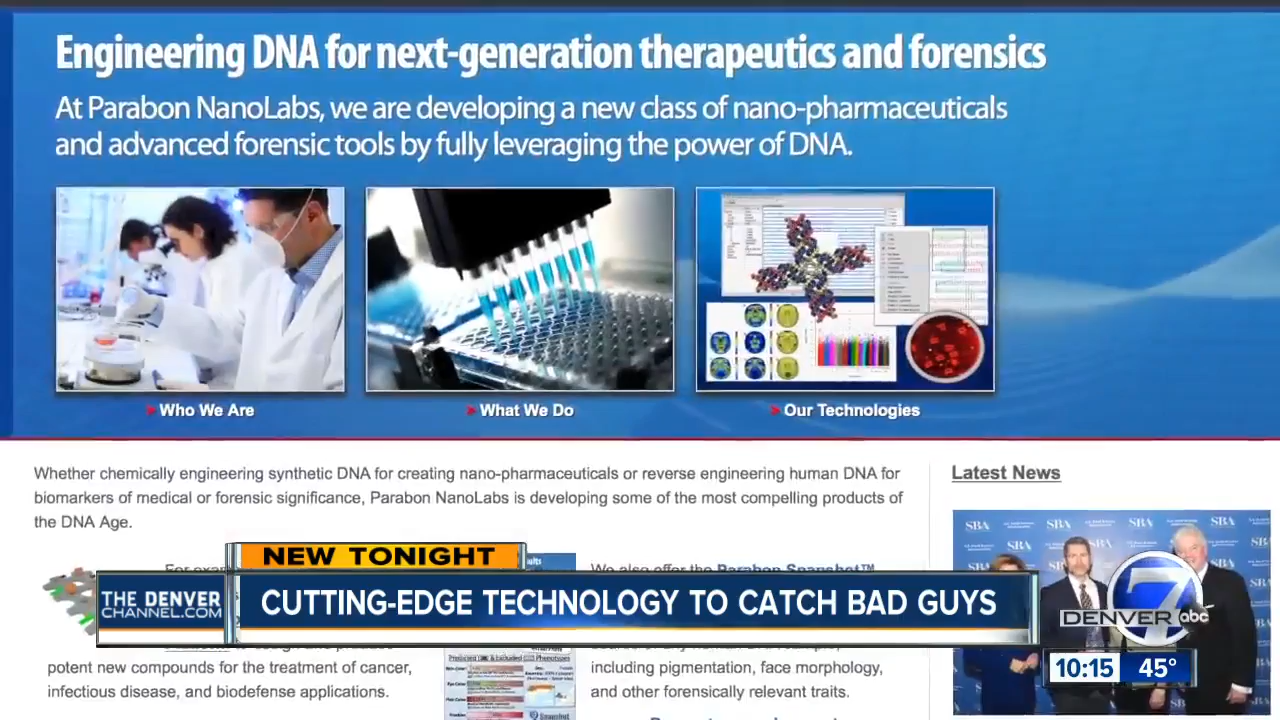 Engineering DNA for next-generation therapeutics and forensics
At Parabon NanoLabs, we are developing a new class of nano-pharmaceuticals
and advanced forensic tools by fully leveraging the power of DNA.
Who We Are
What We Do
Our Technologies
Whether chemically engineering synthetic DNA for creating nano-pharmaceuticals or reverse engineering human DNA for
biomarkers of medical or forensic significance, Parabon NanoLabs is developing some of the most compelling products of
the DNA Age.
Latest News
SBA
SBA
SBA
SBA
We also offer the Parabon Snapshot™
NEW TONIGHT
THE DENVER
CHANNEL.COM
CUTTING-EDGE TECHNOLOGY TO CATCH BAD GUYS
potent new compounds for the treatment of cancer,
infectious disease, and biodefense applications.
including pigmentation, face morphology,
and other forensically relevant traits.
Snapshot
DENVER 7 abc
10:15 45°